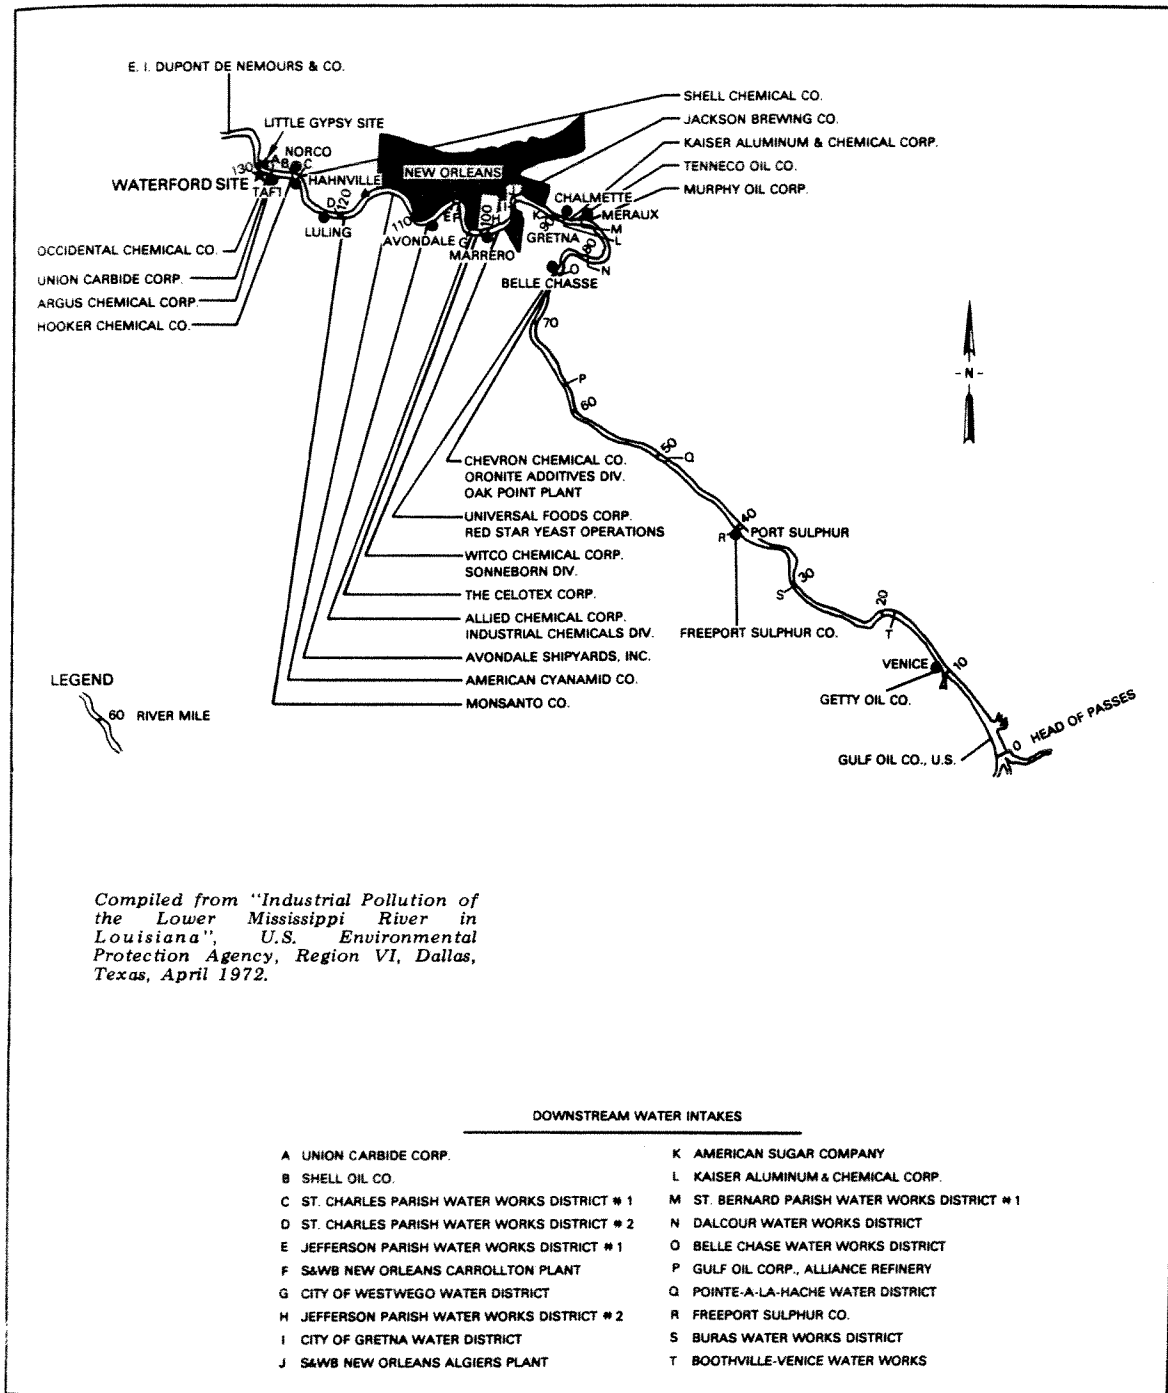 E. I. DUPONT DE NEMOURS & CO.
SHELL CHEMICAL CO.
JACKSON BREWING CO.
KAISER ALUMINUM & CHEMICAL CORP.
TENNECO OIL CO.
MURPHY OIL CORP.
LITTLE GYPSY SITE
130
A
B
NORCO
C
WATERFORD SITE
TAFT
HAHNVILLE
NEW ORLEANS
D
120
LULING
110
AVONDALE
E
F
G
100
H
I
MARRERO
K
90
CHALMETTE
MERAUX
M
L
GRETNA
80
N
O
BELLE CHASSE
OCCIDENTAL CHEMICAL CO.
UNION CARBIDE CORP.
ARGUS CHEMICAL CORP.
HOOKER CHEMICAL CO.
70
P
60
- N -
50
Q
CHEVRON CHEMICAL CO.
ORONITE ADDITIVES DIV.
OAK POINT PLANT
UNIVERSAL FOODS CORP.
RED STAR YEAST OPERATIONS
WITCO CHEMICAL CORP.
SONNEBORN DIV.
THE CELOTEX CORP.
ALLIED CHEMICAL CORP.
INDUSTRIAL CHEMICALS DIV.
AVONDALE SHIPYARDS, INC.
AMERICAN CYANAMID CO.
MONSANTO CO.
40
R
PORT SULPHUR
30
S
FREEPORT SULPHUR CO.
20
T
VENICE
10
GETTY OIL CO.
GULF OIL CO., U.S.
0
HEAD OF PASSES
LEGEND
60 RIVER MILE
Compiled from "Industrial Pollution of
the Lower Mississippi River in
Louisiana", U.S. Environmental
Protection Agency, Region VI, Dallas,
Texas, April 1972.
DOWNSTREAM WATER INTAKES
A UNION CARBIDE CORP.
B SHELL OIL CO.
C ST. CHARLES PARISH WATER WORKS DISTRICT # 1
D ST. CHARLES PARISH WATER WORKS DISTRICT # 2
E JEFFERSON PARISH WATER WORKS DISTRICT # 1
F S&WB NEW ORLEANS CARROLLTON PLANT
G CITY OF WESTWEGO WATER DISTRICT
H JEFFERSON PARISH WATER WORKS DISTRICT # 2
I CITY OF GRETNA WATER DISTRICT
J S&WB NEW ORLEANS ALGIERS PLANT
K AMERICAN SUGAR COMPANY
L KAISER ALUMINUM & CHEMICAL CORP.
M ST. BERNARD PARISH WATER WORKS DISTRICT # 1
N DALCOUR WATER WORKS DISTRICT
O BELLE CHASE WATER WORKS DISTRICT
P GULF OIL CORP., ALLIANCE REFINERY
Q POINTE-A-LA-HACHE WATER DISTRICT
R FREEPORT SULPHUR CO.
S BURAS WATER WORKS DISTRICT
T BOOTHVILLE-VENICE WATER WORKS